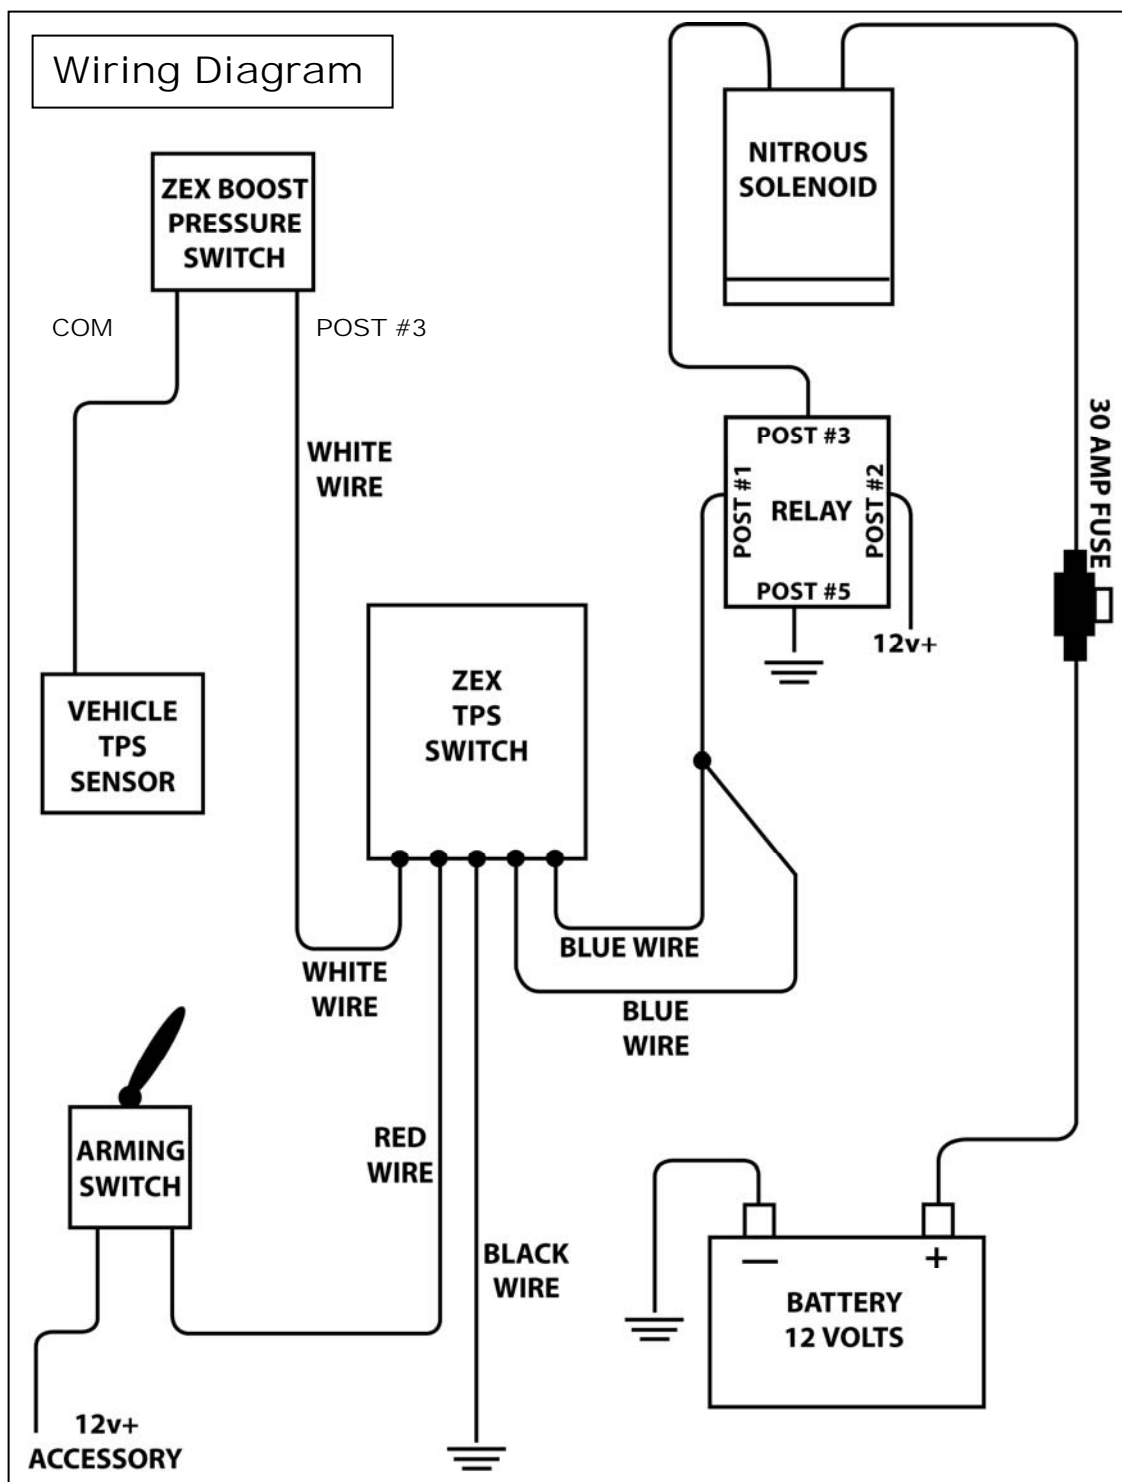 Wiring Diagram
ZEX BOOST
PRESSURE
SWITCH
COM
POST #3
WHITE
WIRE
VEHICLE
TPS
SENSOR
ZEX
TPS
SWITCH
NITROUS
SOLENOID
POST #3
POST #1
RELAY
POST #2
POST #5
12v+
30 AMP FUSE
BLUE WIRE
BLUE
WIRE
WHITE
WIRE
ARMING
SWITCH
RED
WIRE
BLACK
WIRE
12v+
ACCESSORY
— +
BATTERY
12 VOLTS